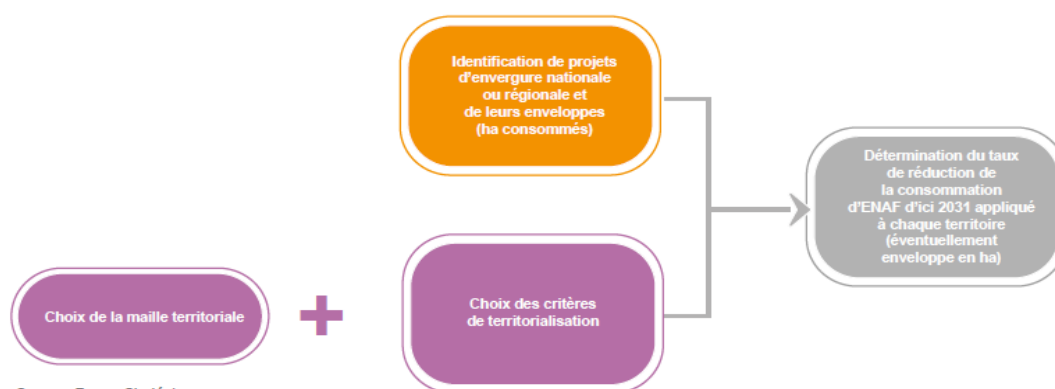 Identification de projets
d'envergure nationale
ou régionale et
de leurs enveloppes
(ha consommés)
Détermination du taux
de réduction de
la consommation
d'ENAF d'ici 2031 appliqué
à chaque territoire
(éventuellement
enveloppe en ha)
Choix de la maille territoriale
+
Choix des critères
de territorialisation